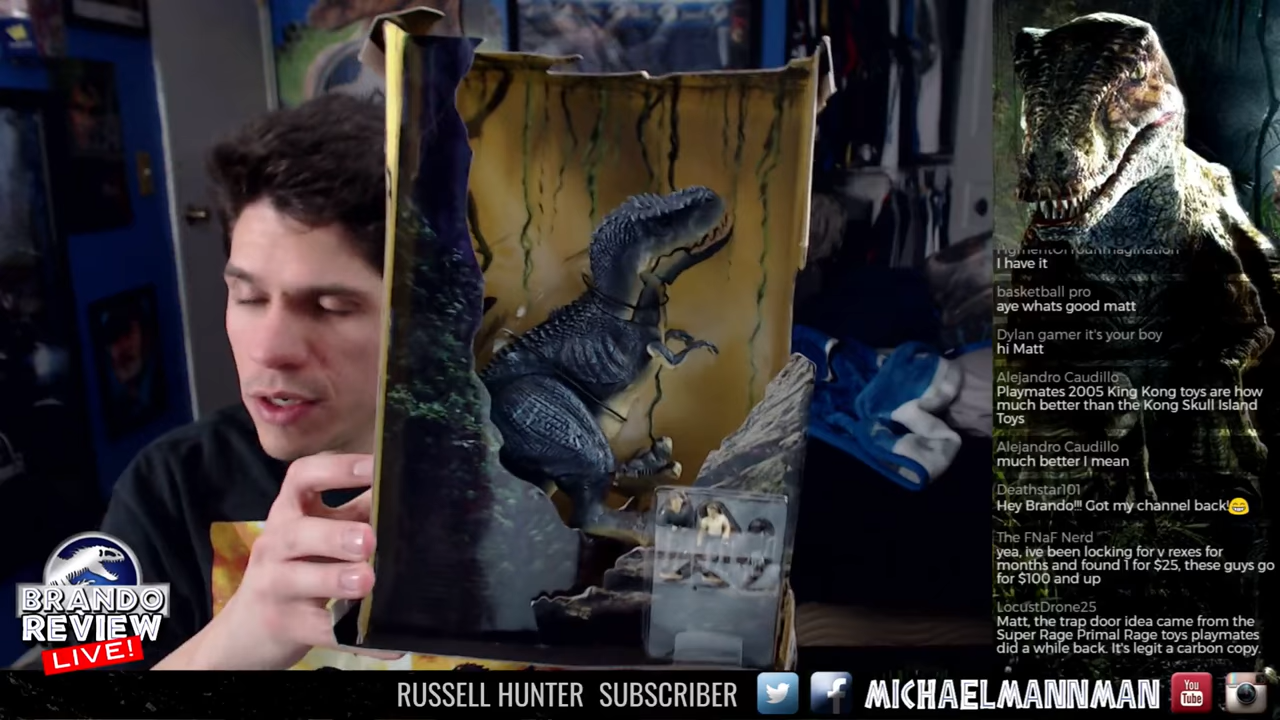 I have it
basketball pro
aye whats good matt
Dylan gamer it's your boy
hi Matt
Alejandro Caudillo
Playmates 2005 King Kong toys are how
much better than the Kong Skull Island
Toys
Alejandro Caudillo
much better I mean
Deathstar101
Hey Brando!!! Got my channel back!😁
The FNaF Nerd
yea, ive been locking for v rexes for
months and found 1 for $25, these guys go
for $100 and up
LocustDrone25
Matt, the trap door idea came from the
Super Rage Primal Rage toys playmates
did a while back. It's legit a carbon copy.
BRANDO
REVIEW
LIVE!
RUSSELL HUNTER SUBSCRIBER
MICHAELMANNMAN
You
Tube